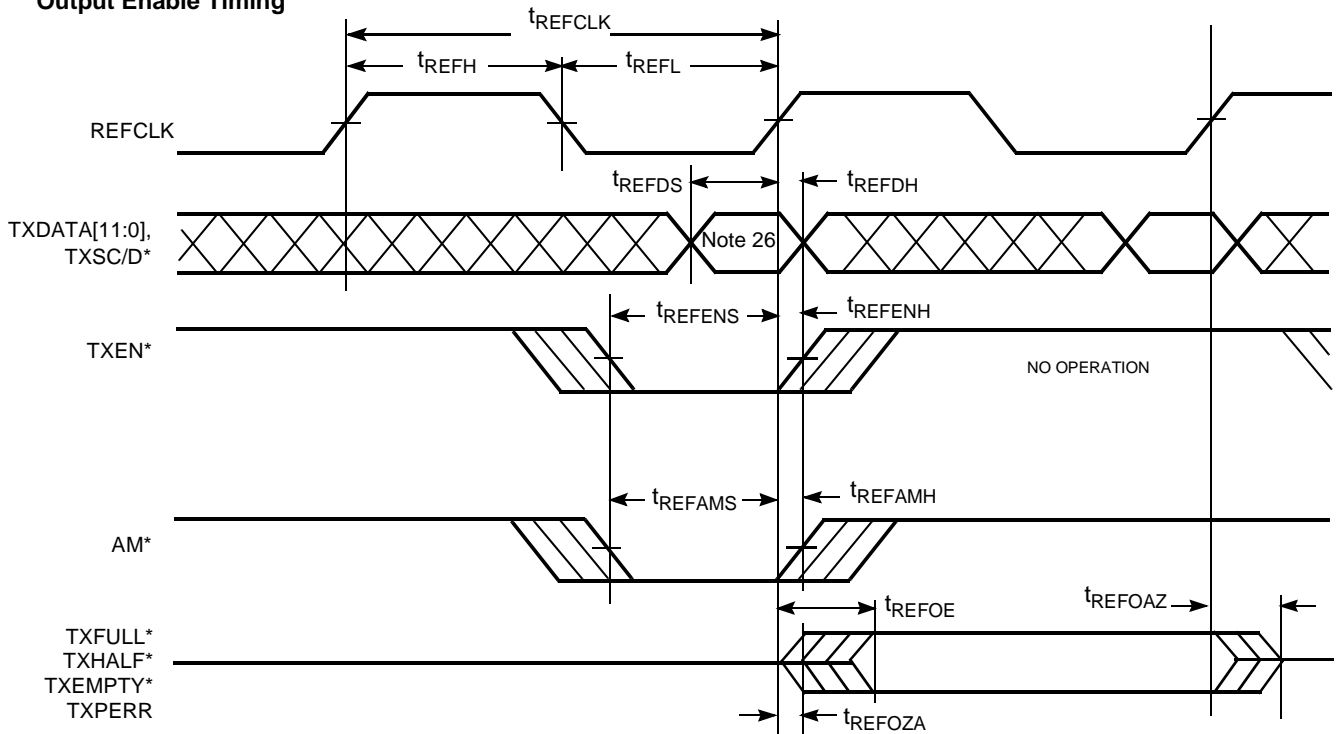 Output Enable Timing
tREFCLK
tREFH
tREFL
REFCLK
tREFDS
tREFDH
TXDATA[11:0],
TXSC/D*
Note 26
tREFENS
tREFENH
TXEN*
NO OPERATION
tREFAMS
tREFAMH
AM*
tREFOE
tREFOAZ
TXFULL*
TXHALF*
TXEMPTY*
TXPERR
tREFOZA